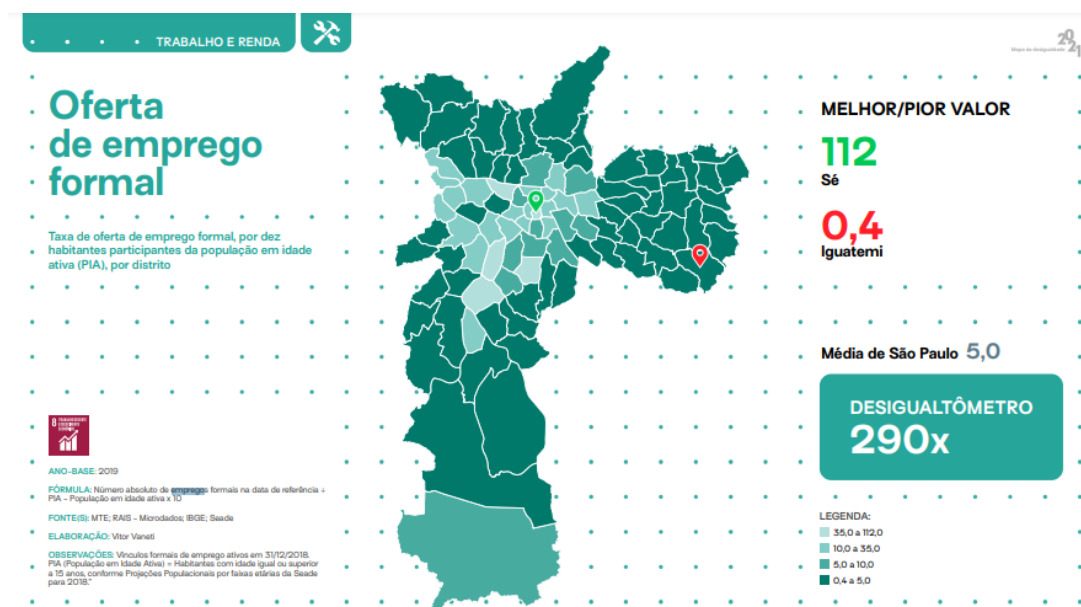 TRABALHO E RENDA
Mapa da desigualdade
2021
Oferta
de emprego
formal
Taxa de oferta de emprego formal, por dez
habitantes participantes da população em idade
ativa (PIA), por distrito
8
ANO-BASE: 2019
FÓRMULA: Número absoluto de empregos formais na data de referência ÷
PIA – População em idade ativa x 10
FONTE(S): MTE; RAIS – Microdados; IBGE; Seade
ELABORAÇÃO: Vitor Vaneti
OBSERVAÇÕES: Vínculos formais de emprego ativos em 31/12/2018.
PIA (População em Idade Ativa) = Habitantes com idade igual ou superior
a 15 anos, conforme Projeções Populacionais por faixas etárias da Seade
para 2018."
MELHOR/PIOR VALOR
112
Sé
0,4
Iguatemi
Média de São Paulo 5,0
DESIGUALTÔMETRO
290x
LEGENDA:
35,0 a 112,0
10,0 a 35,0
5,0 a 10,0
0,4 a 5,0